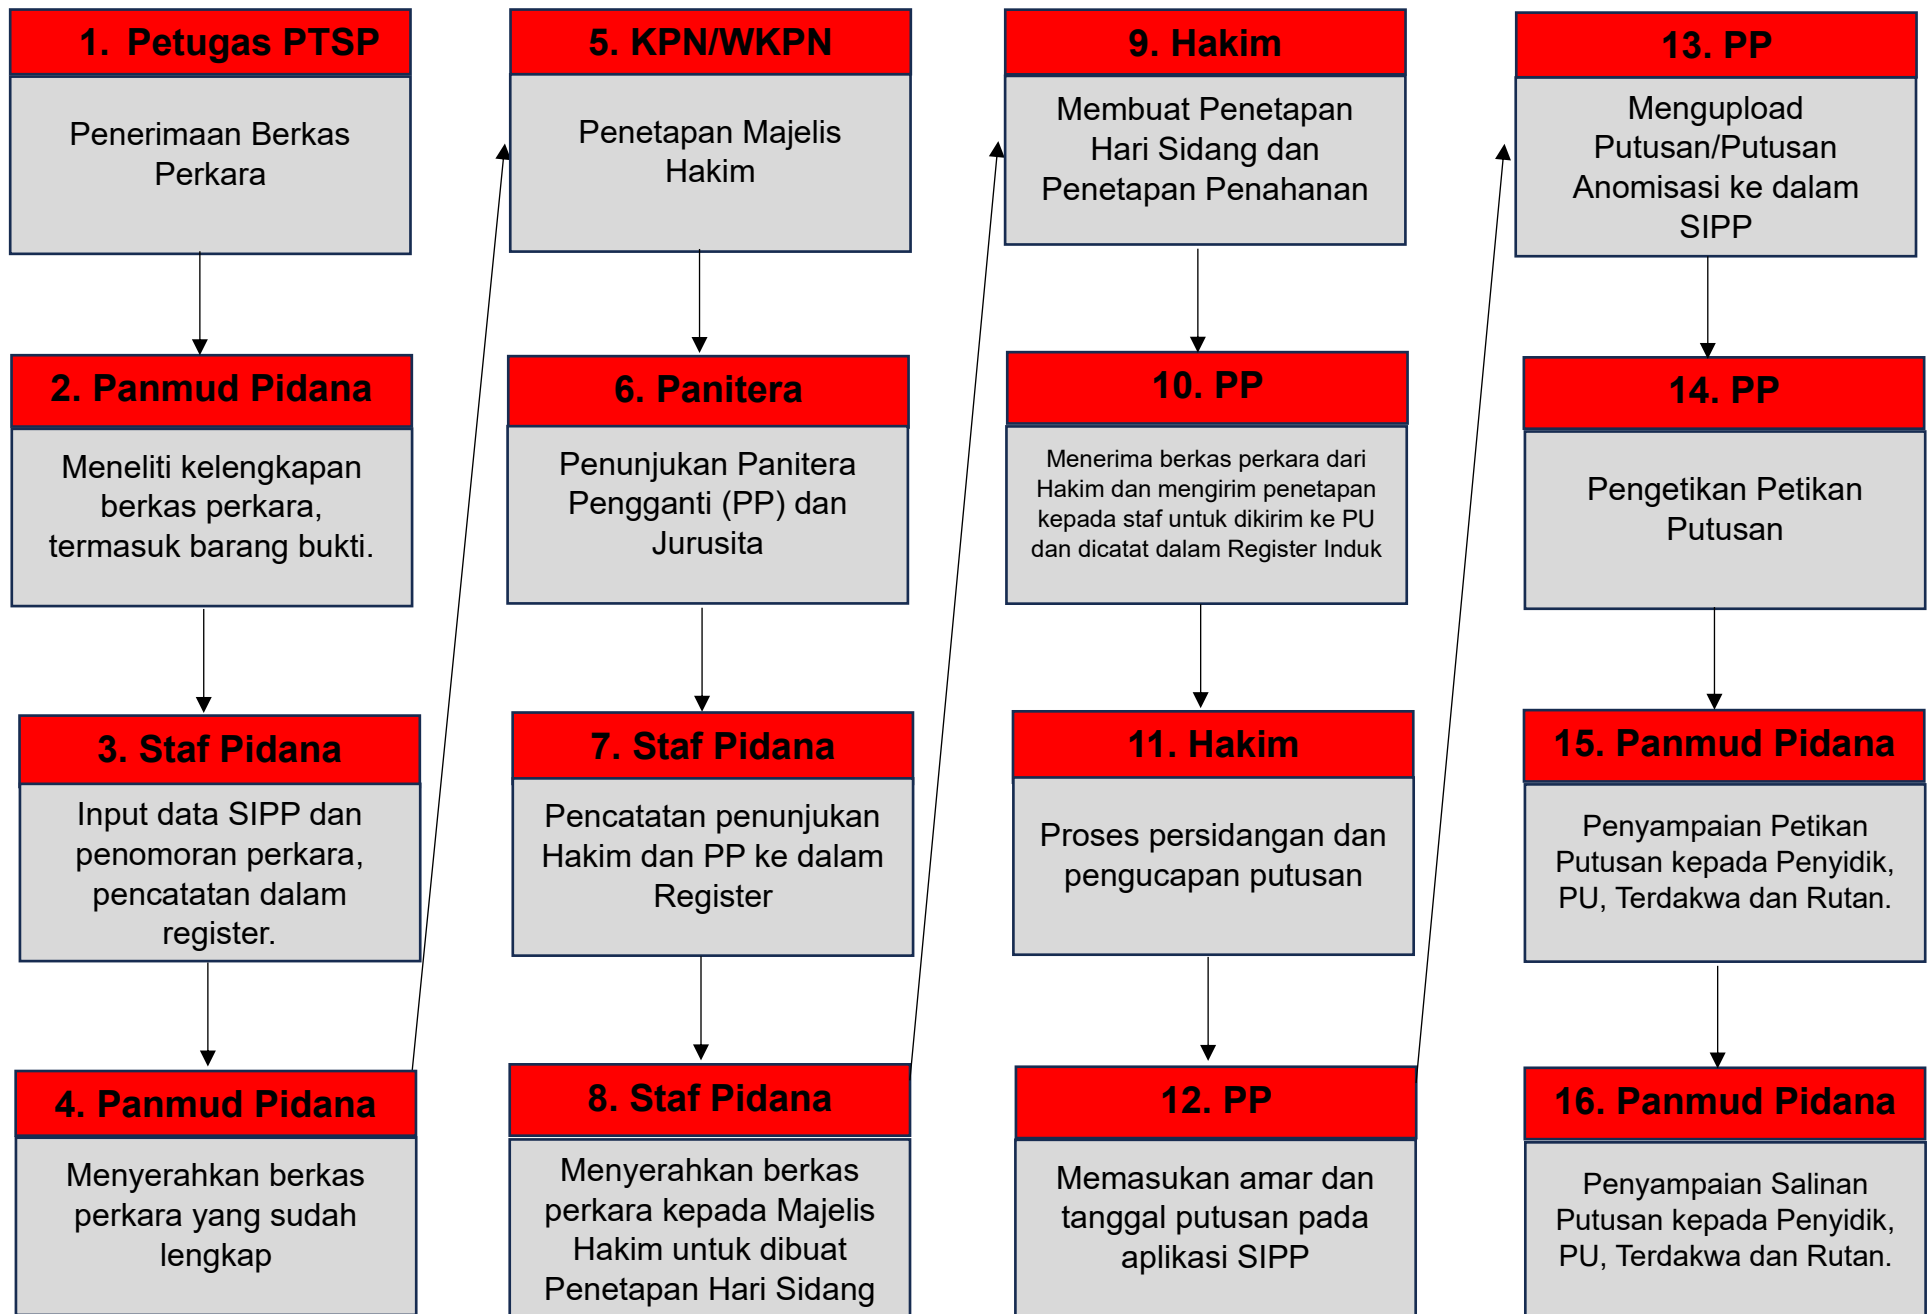 1. Petugas PTSP
Penerimaan Berkas
Perkara
2. Panmud Pidana
Meneliti kelengkapan
berkas perkara,
termasuk barang bukti.
3. Staf Pidana
Input data SIPP dan
penomoran perkara,
pencatatan dalam
register.
4. Panmud Pidana
Menyerahkan berkas
perkara yang sudah
lengkap
5. KPN/WKPN
Penetapan Majelis
Hakim
6. Panitera
Penunjukan Panitera
Pengganti (PP) dan
Jurusita
7. Staf Pidana
Pencatatan penunjukan
Hakim dan PP ke dalam
Register
8. Staf Pidana
Menyerahkan berkas
perkara kepada Majelis
Hakim untuk dibuat
Penetapan Hari Sidang
9. Hakim
Membuat Penetapan
Hari Sidang dan
Penetapan Penahanan
10. PP
Menerima berkas perkara dari
Hakim dan mengirim penetapan
kepada staf untuk dikirim ke PU
dan dicatat dalam Register Induk
11. Hakim
Proses persidangan dan
pengucapan putusan
12. PP
Memasukan amar dan
tanggal putusan pada
aplikasi SIPP
13. PP
Mengupload
Putusan/Putusan
Anomisasi ke dalam
SIPP
14. PP
Pengetikan Petikan
Putusan
15. Panmud Pidana
Penyampaian Petikan
Putusan kepada Penyidik,
PU, Terdakwa dan Rutan.
16. Panmud Pidana
Penyampaian Salinan
Putusan kepada Penyidik,
PU, Terdakwa dan Rutan.